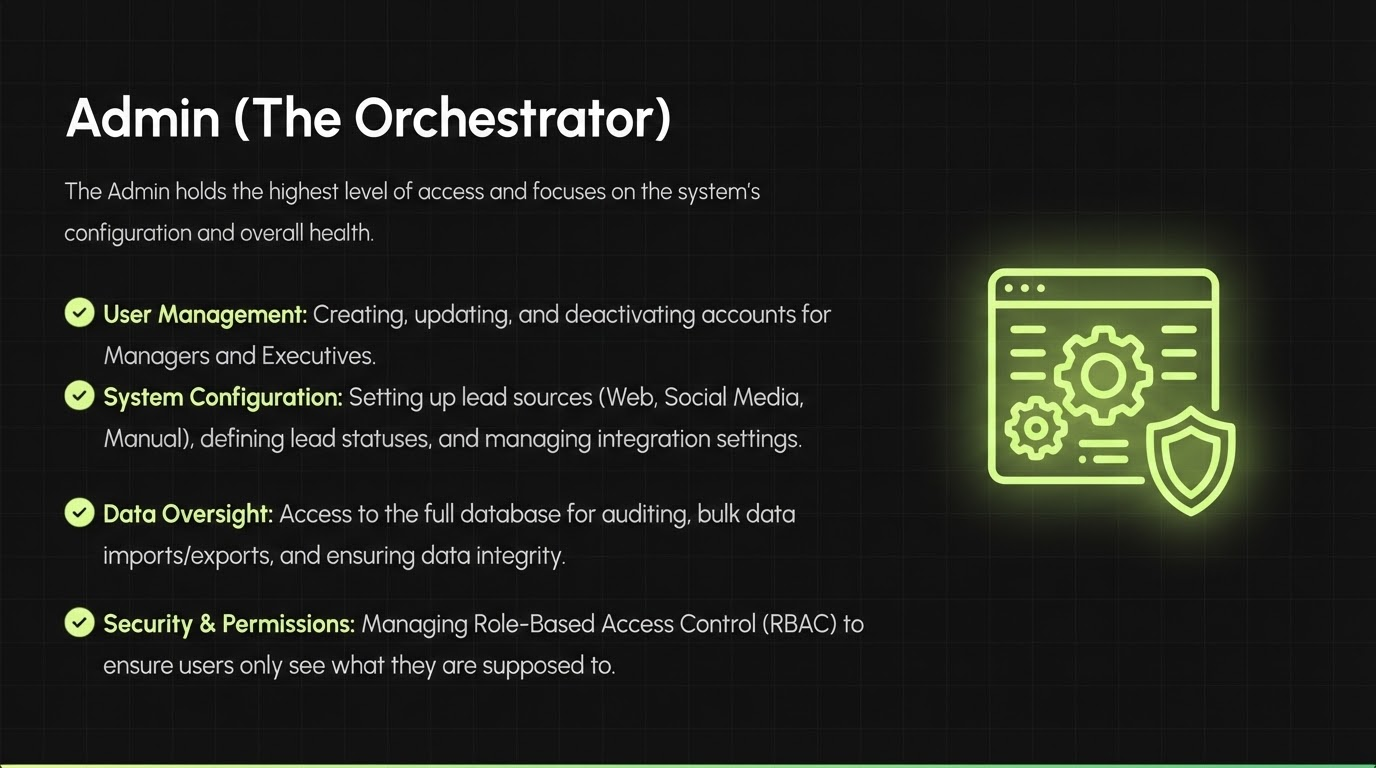 Admin (The Orchestrator)
The Admin holds the highest level of access and focuses on the system's
configuration and overall health.
User Management: Creating, updating, and deactivating accounts for
Managers and Executives.
System Configuration: Setting up lead sources (Web, Social Media,
Manual), defining lead statuses, and managing integration settings.
Data Oversight: Access to the full database for auditing, bulk data
imports/exports, and ensuring data integrity.
Security & Permissions: Managing Role-Based Access Control (RBAC) to
ensure users only see what they are supposed to.